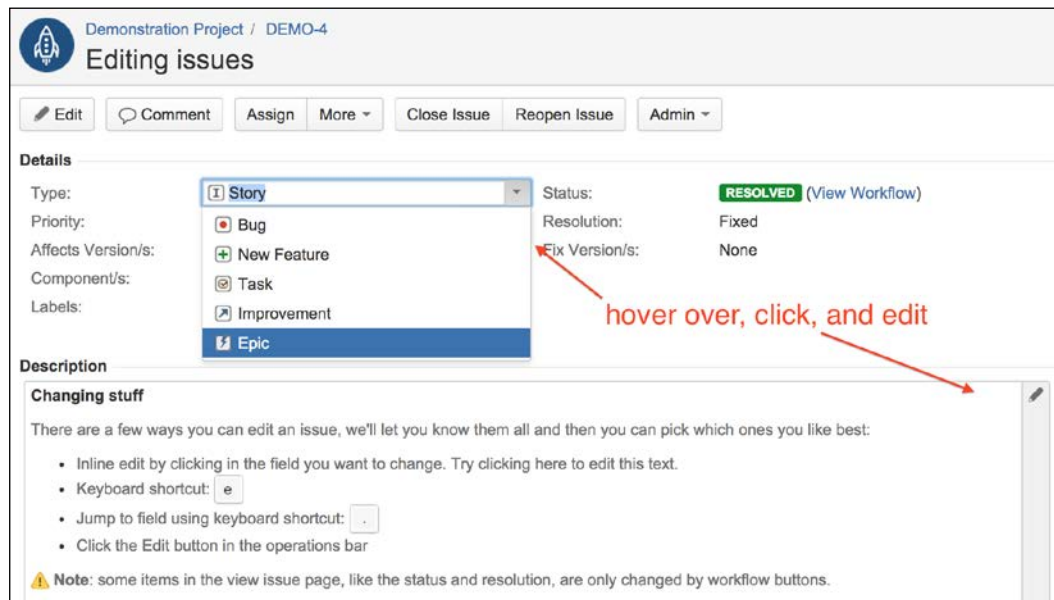 Demonstration Project / DEMO-4
Editing issues
Edit Comment Assign More Close Issue Reopen Issue Admin
Details
Type: Story Status: RESOLVED (View Workflow)
Priority: Bug Resolution: Fixed
Affects Version/s: New Feature Fix Version/s: None
Component/s: Task
Labels: Improvement
hover over, click, and edit
Epic
Description
Changing stuff
There are a few ways you can edit an issue, we'll let you know them all and then you can pick which ones you like best:
• Inline edit by clicking in the field you want to change. Try clicking here to edit this text.
• Keyboard shortcut: e
• Jump to field using keyboard shortcut: .
• Click the Edit button in the operations bar
Note: some items in the view issue page, like the status and resolution, are only changed by workflow buttons.